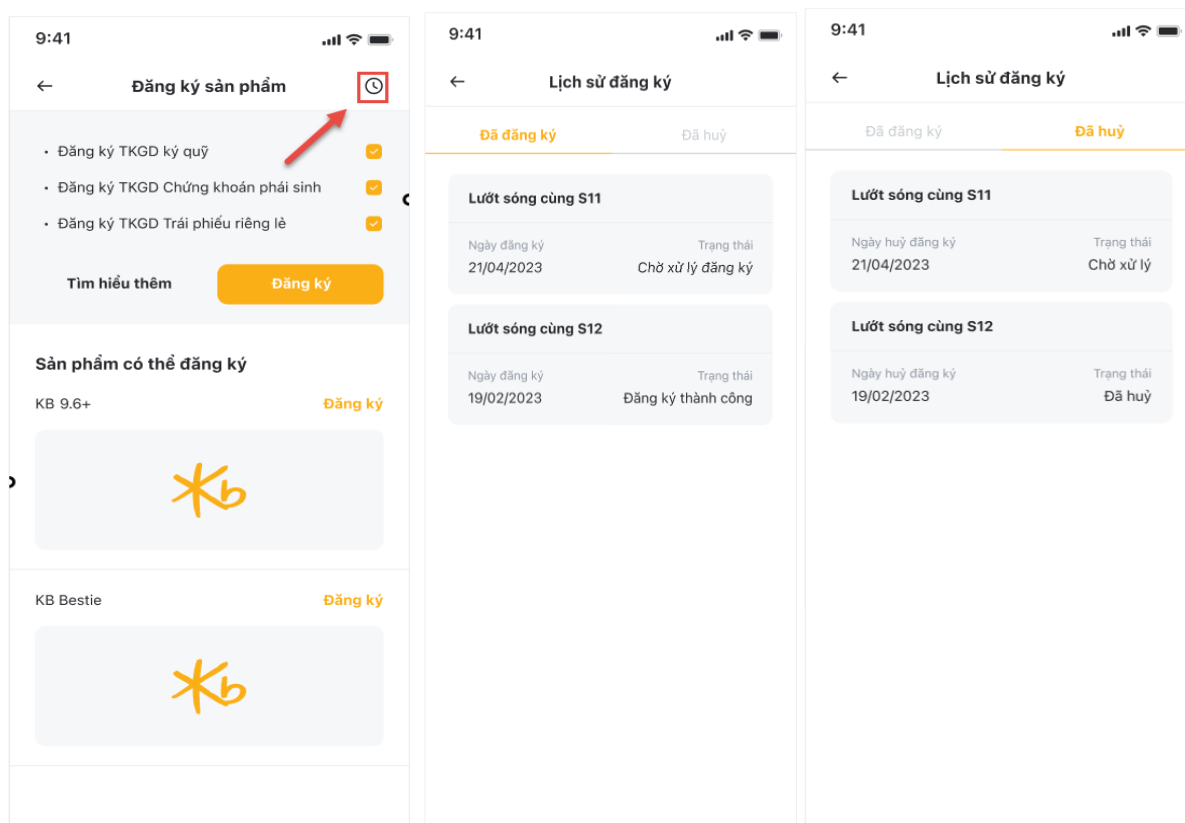 9:41
Đăng ký sản phẩm
• Đăng ký TKGD ký quỹ
• Đăng ký TKGD Chứng khoán phái sinh
• Đăng ký TKGD Trái phiếu riêng lẻ
Tìm hiểu thêm Đăng ký
Sản phẩm có thể đăng ký
KB 9.6+ Đăng ký
Kb
KB Bestie Đăng ký
Kb
9:41
Lịch sử đăng ký
Đã đăng ký Đã huỷ
Lướt sóng cùng S11
Ngày đăng ký Trạng thái
21/04/2023 Chờ xử lý đăng ký
Lướt sóng cùng S12
Ngày đăng ký Trạng thái
19/02/2023 Đăng ký thành công
9:41
Lịch sử đăng ký
Đã đăng ký Đã huỷ
Lướt sóng cùng S11
Ngày huỷ đăng ký Trạng thái
21/04/2023 Chờ xử lý
Lướt sóng cùng S12
Ngày huỷ đăng ký Trạng thái
19/02/2023 Đã huỷ